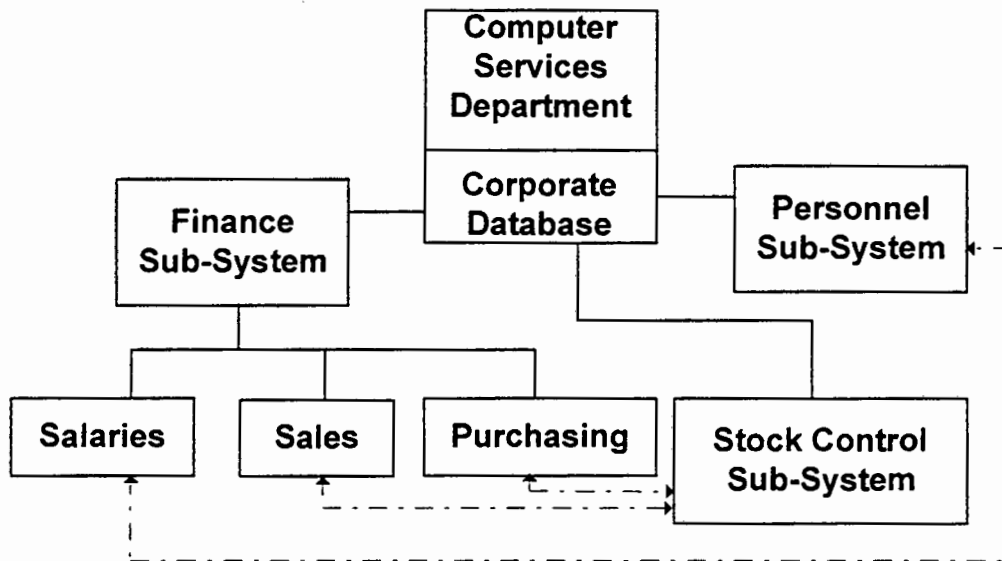 Computer
Services
Department
Corporate
Database
Finance
Sub-System
Personnel
Sub-System
Salaries
Sales
Purchasing
Stock Control
Sub-System